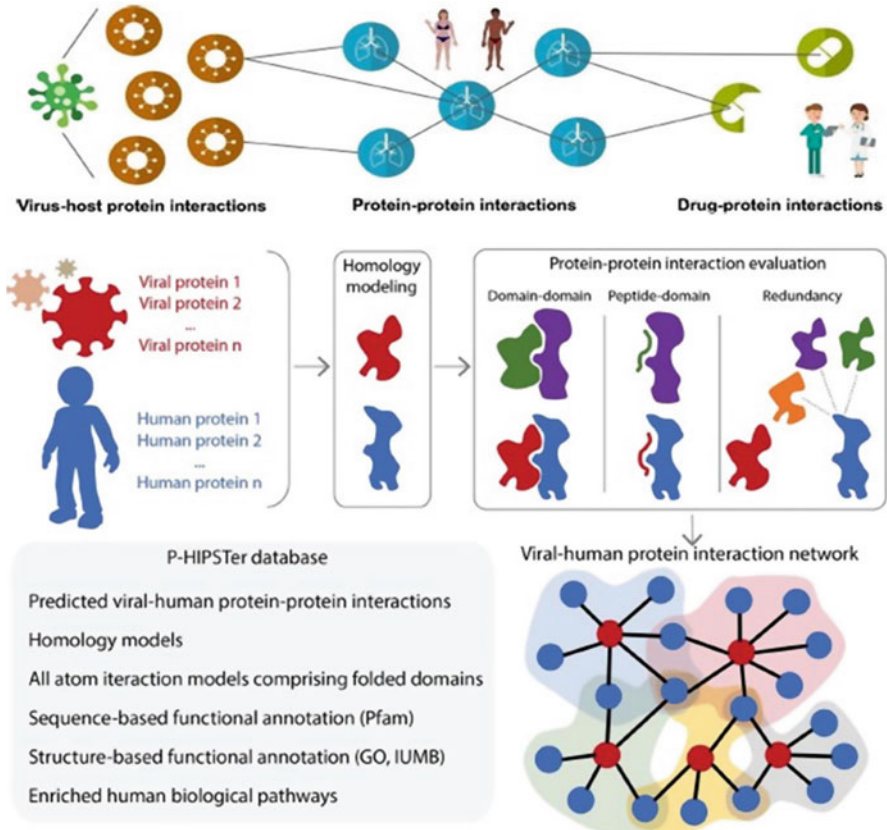 Virus-host protein interactions
Protein-protein interactions
Drug-protein interactions
Viral protein 1
Viral protein 2
...
Viral protein n
Human protein 1
Human protein 2
...
Human protein n
Homology
modeling
Protein-protein interaction evaluation
Domain-domain
Peptide-domain
Redundancy
P-HIPSTer database
Predicted viral-human protein-protein interactions
Homology models
All atom iteraction models comprising folded domains
Sequence-based functional annotation (Pfam)
Structure-based functional annotation (GO, IUMB)
Enriched human biological pathways
Viral-human protein interaction network